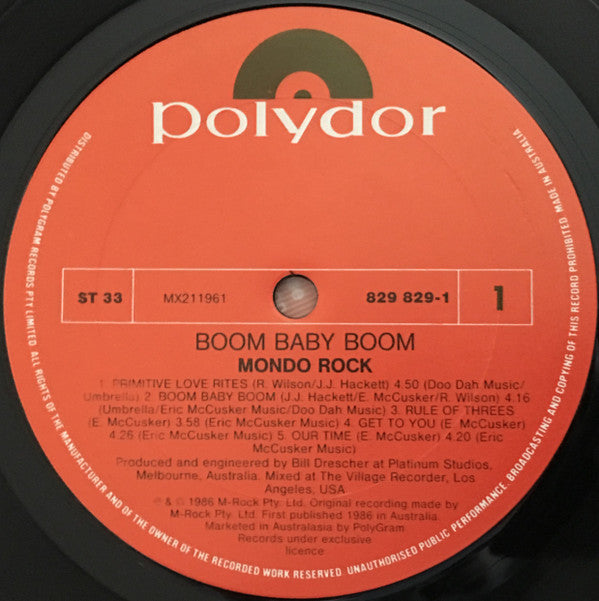 polydor
ST 33
MX211961
829 829-1
1
BOOM BABY BOOM
MONDO ROCK
1. PRIMITIVE LOVE RITES (R. Wilson/J.J. Hackett) 4.50 (Doo Dah Music/
Umbrella) 2. BOOM BABY BOOM (J.J. Hackett/E. McCusker/R. Wilson) 4.16
(Umbrella/Eric McCusker Music/Doo Dah Music) 3. RULE OF THREES
(E. McCusker) 3.58 (Eric McCusker Music) 4. GET TO YOU (E. McCusker)
4.26 (Eric McCusker Music) 5. OUR TIME (E. McCusker) 4.20 (Eric
McCusker Music)
Produced and engineered by Bill Drescher at Platinum Studios,
Melbourne, Australia. Mixed at The Village Recorder, Los
Angeles, USA
℗ & © 1986 M-Rock Pty. Ltd. Original recording made by
M-Rock Pty. Ltd. First published 1986 in Australia.
Marketed in Australasia by PolyGram
Records under exclusive
licence
DISTRIBUTED BY POLYGRAM RECORDS PTY LIMITED. ALL RIGHTS OF THE MANUFACTURER AND OF THE OWNER OF THE RECORDED WORK RESERVED. UNAUTHORISED PUBLIC PERFORMANCE, BROADCASTING AND COPYING OF THIS RECORD PROHIBITED. MADE IN AUSTRALIA